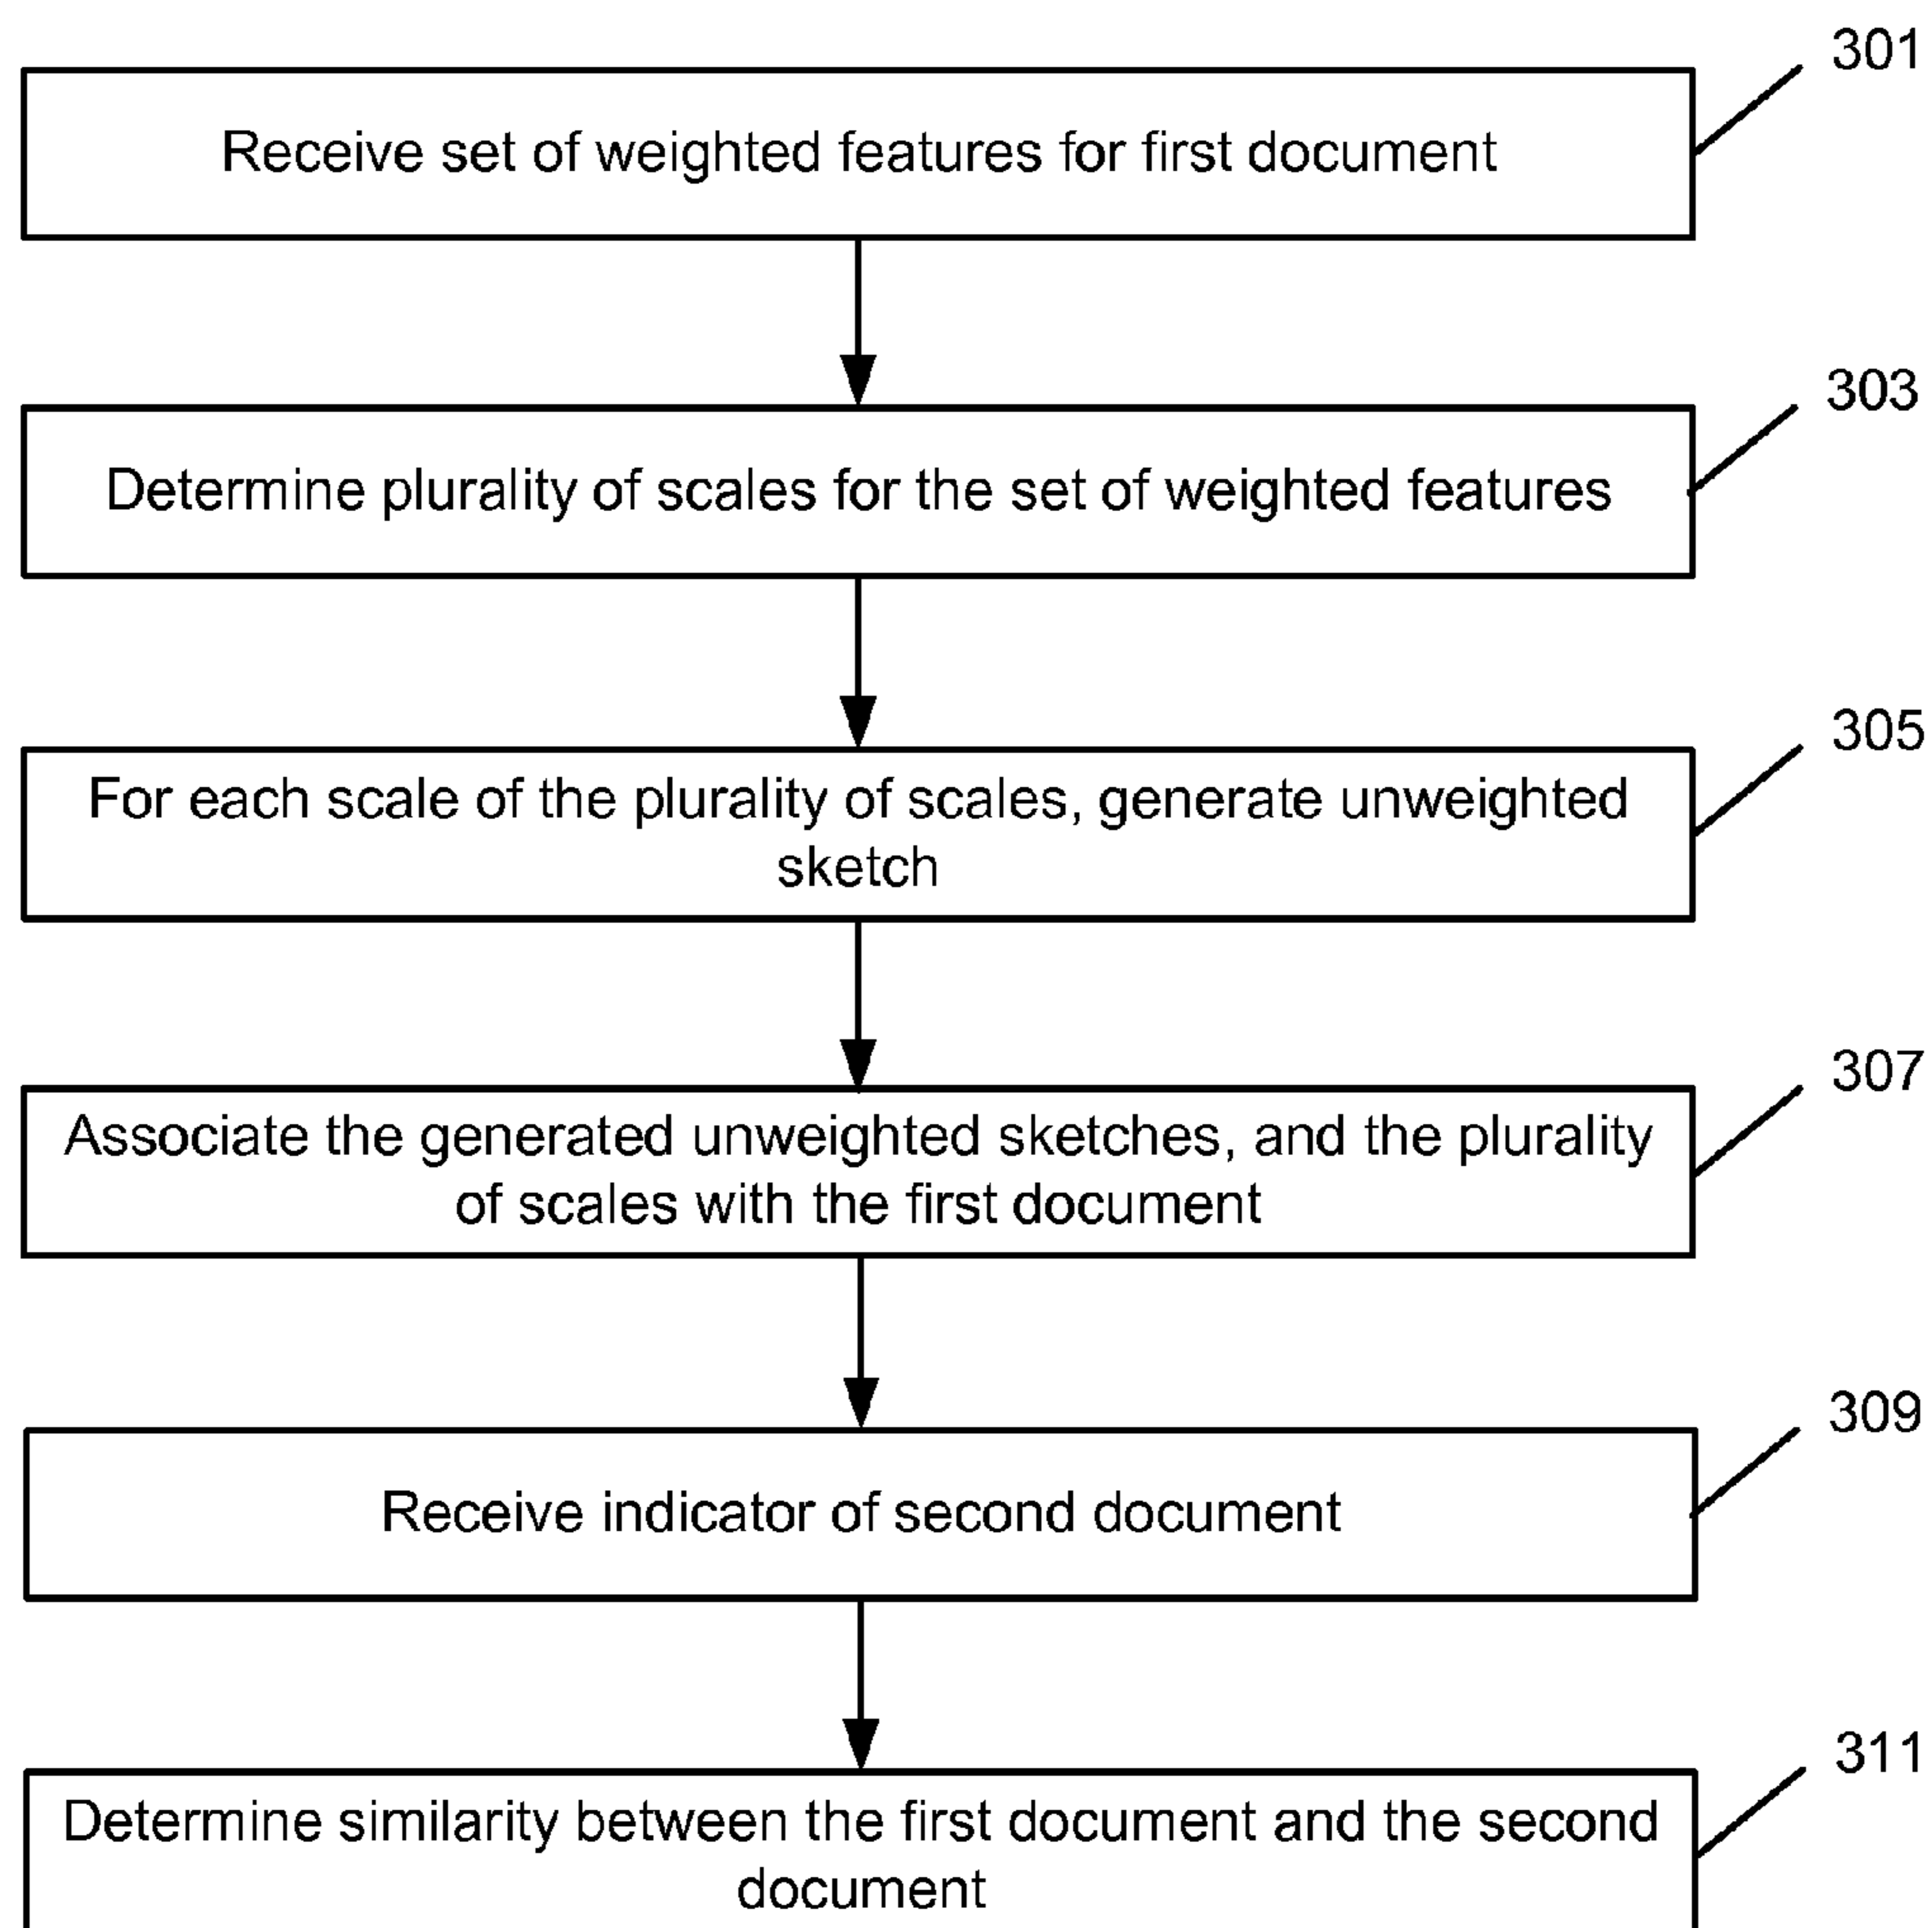 301
Receive set of weighted features for first document
303
Determine plurality of scales for the set of weighted features
305
For each scale of the plurality of scales, generate unweighted
sketch
307
Associate the generated unweighted sketches, and the plurality
of scales with the first document
309
Receive indicator of second document
311
Determine similarity between the first document and the second
document